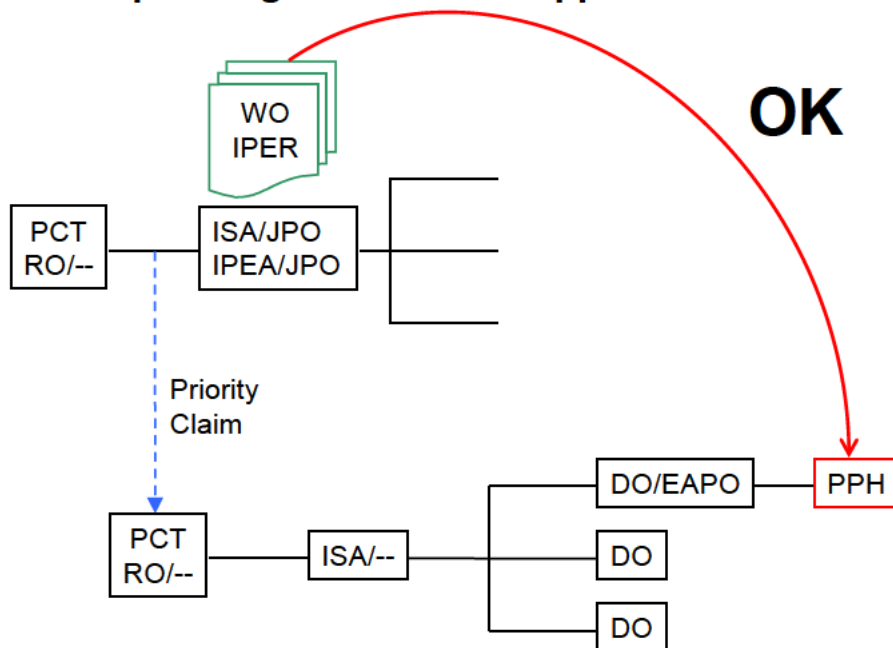 WO
IPER
OK
PCT
RO/--
ISA/JPO
IPEA/JPO
Priority
Claim
DO/EAPO
PPH
PCT
RO/--
ISA/--
DO
DO